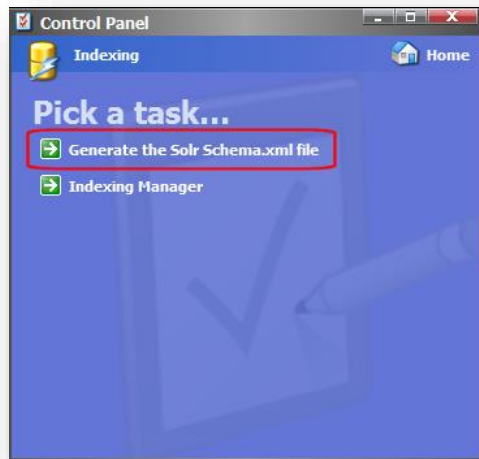 Control Panel
Indexing
Home
Pick a task...
Generate the Solr Schema.xml file
Indexing Manager